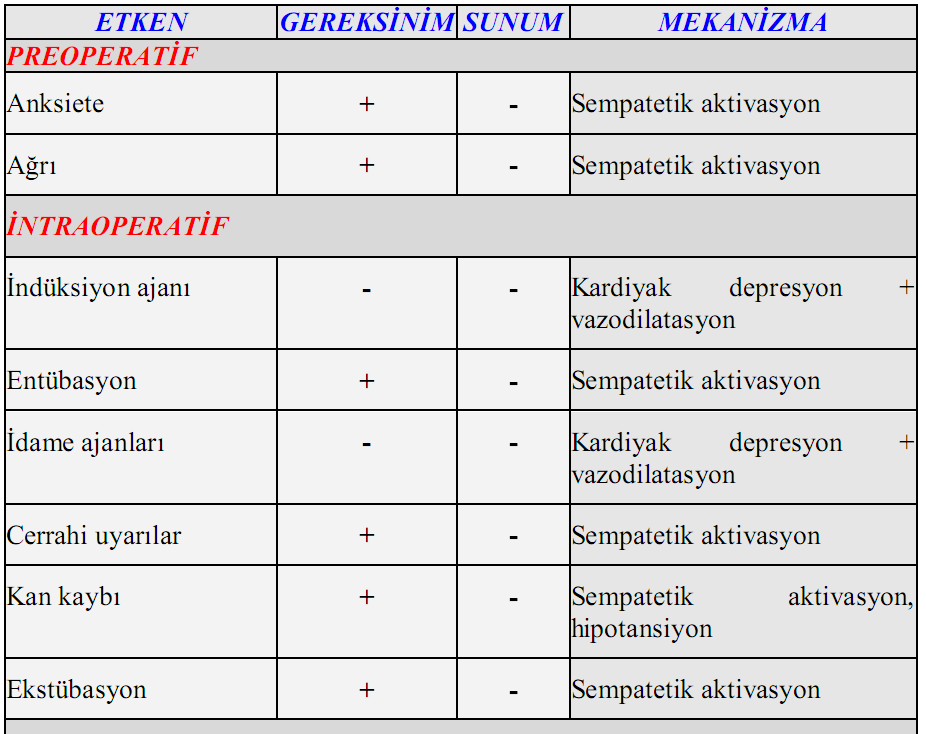 ETKEN GEREKSİNİM SUNUM MEKANİZMA
PREOPERATİF
Anksiete + - Sempatetik aktivasyon
Ağrı + - Sempatetik aktivasyon
İNTRAOPERATİF
İndüksiyon ajanı - - Kardiyak depresyon +
vazodilatasyon
Entübasyon + - Sempatetik aktivasyon
İdame ajanları - - Kardiyak depresyon +
vazodilatasyon
Cerrahi uyarılar + - Sempatetik aktivasyon
Kan kaybı + - Sempatetik aktivasyon,
hipotansiyon
Ekstübasyon + - Sempatetik aktivasyon